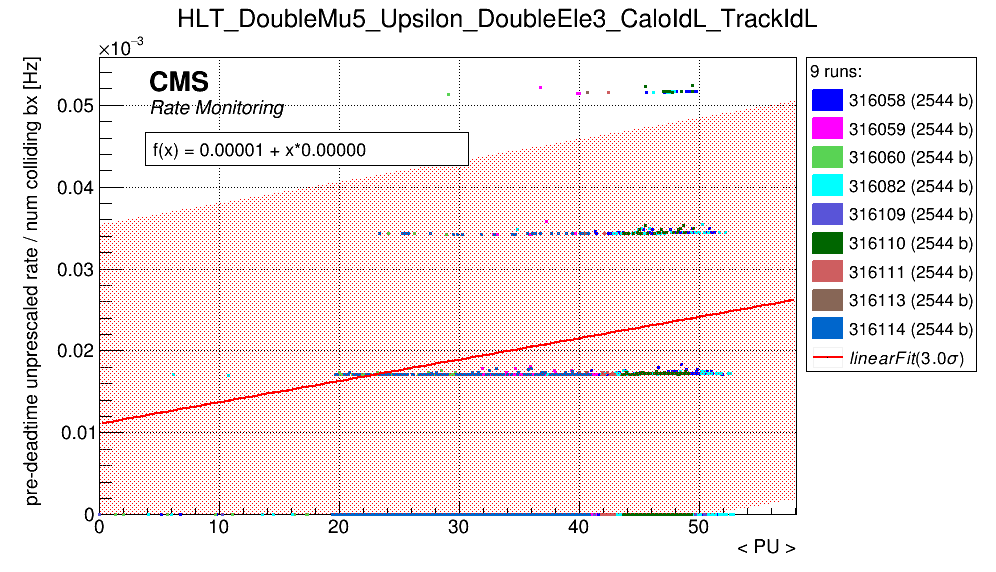 HLT_DoubleMu5_Upsilon_DoubleEle3_CaloIdL_TrackIdL
×10⁻³
pre-deadtime unprescaled rate / num colliding bx [Hz]
CMS
Rate Monitoring
f(x) = 0.00001 + x*0.00000
0.05
0.04
0.03
0.02
0.01
0
0 10 20 30 40 50
< PU >
9 runs:
316058 (2544 b)
316059 (2544 b)
316060 (2544 b)
316082 (2544 b)
316109 (2544 b)
316110 (2544 b)
316111 (2544 b)
316113 (2544 b)
316114 (2544 b)
linearFit(3.0σ)